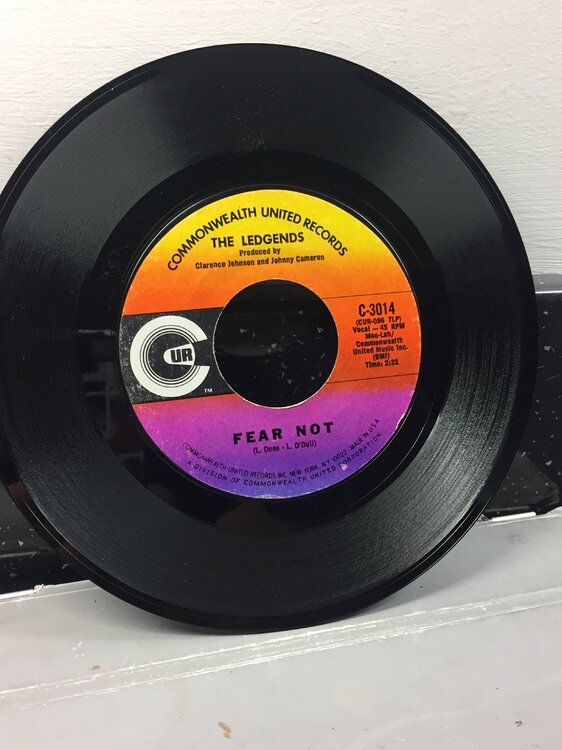 COMMONWEALTH UNITED RECORDS
THE LEDGENDS
Produced by
Clarence Johnson and Johnny Cameron
C-3014
(CUR-096 TLP)
Vocal — 45 RPM
Moo-Lah/
Commonwealth
United Music Inc.
(BMI)
Time: 2:32
CUR
TM
FEAR NOT
(L. Dees - L. O'Dell)
COMMONWEALTH UNITED RECORDS INC. NEW YORK, N.Y. 10022 MADE IN U.S.A.
A DIVISION OF COMMONWEALTH UNITED CORPORATION